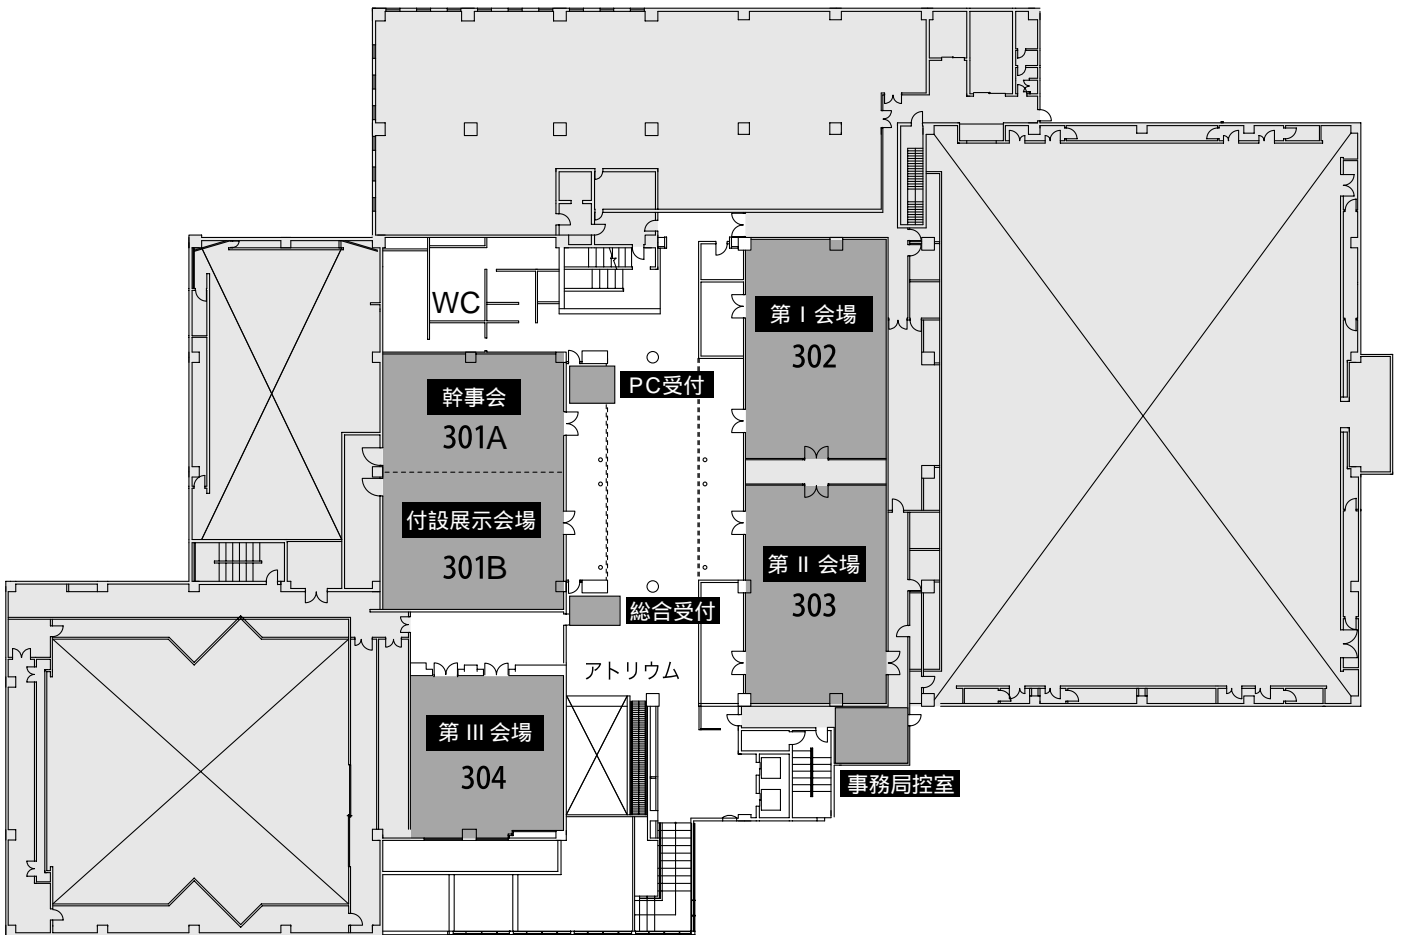 WC
第 I 会場
302
PC受付
幹事会
301A
付設展示会場
301B
第 II 会場
303
総合受付
アトリウム
第 III 会場
304
事務局控室